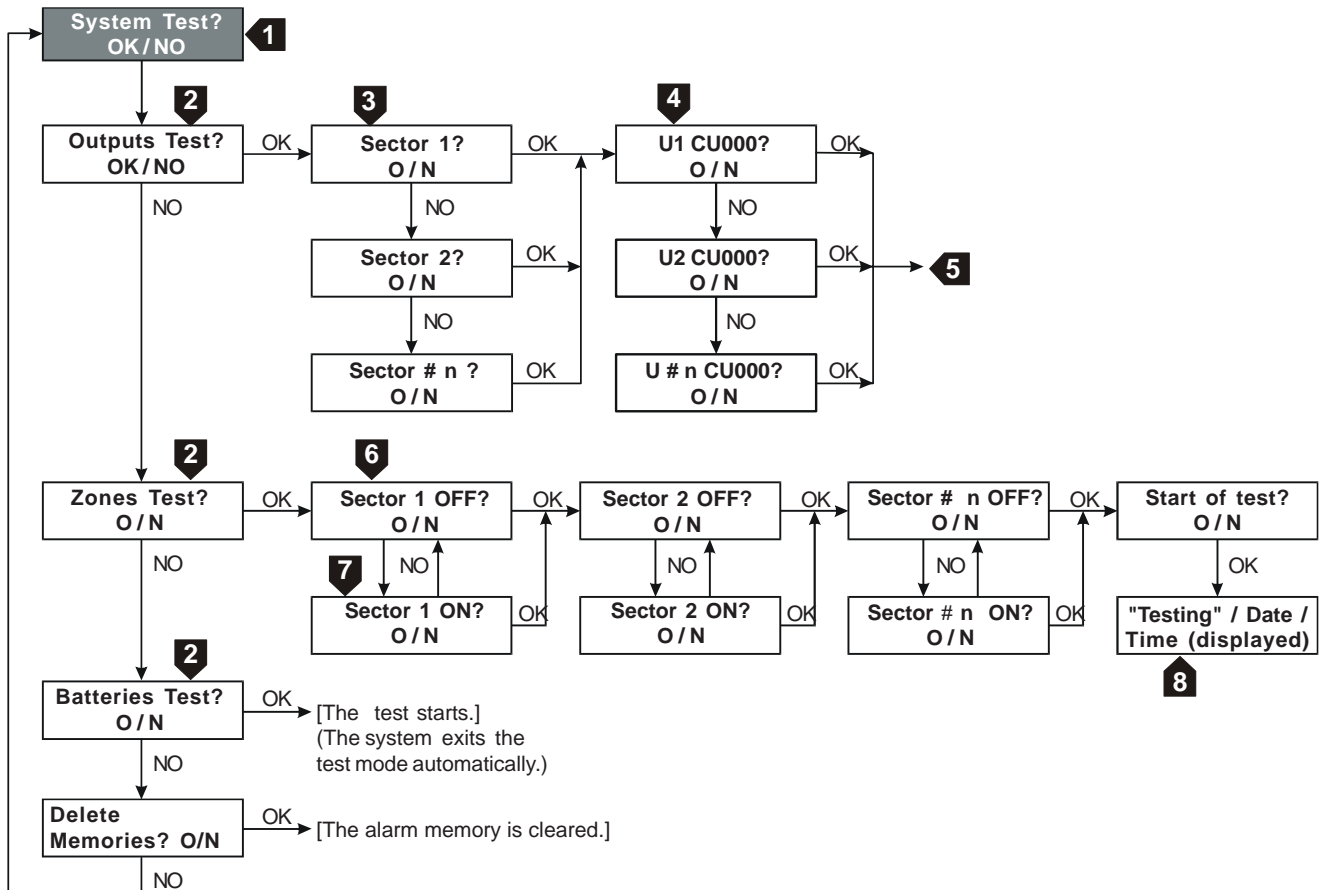 System Test?
OK / NO
1
2
3
4
Outputs Test?
OK / NO
OK
Sector 1?
O / N
OK
U1 CU000?
O / N
OK
NO
NO
NO
Sector 2?
O / N
OK
U2 CU000?
O / N
OK
5
NO
NO
Sector # n ?
O / N
OK
U # n CU000?
O / N
OK
2
6
Zones Test?
O / N
OK
Sector 1 OFF?
O / N
OK
Sector 2 OFF?
O / N
OK
Sector # n OFF?
O / N
OK
Start of test?
O / N
NO
7
NO
NO
NO
OK
Sector 1 ON?
O / N
OK
Sector 2 ON?
O / N
OK
Sector # n ON?
O / N
OK
"Testing" / Date /
Time (displayed)
8
2
Batteries Test?
O / N
OK
[The test starts.]
(The system exits the
test mode automatically.)
NO
Delete
Memories? O/N
OK
[The alarm memory is cleared.]
NO